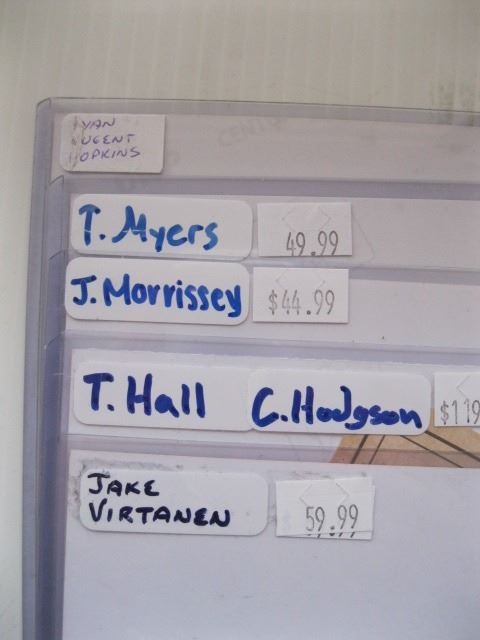 YAN
UGENT
OPKINS
T. Myers 49.99
J. Morrissey $44.99
T. Hall C. Hodgson $119
JAKE
VIRTANEN 59.99